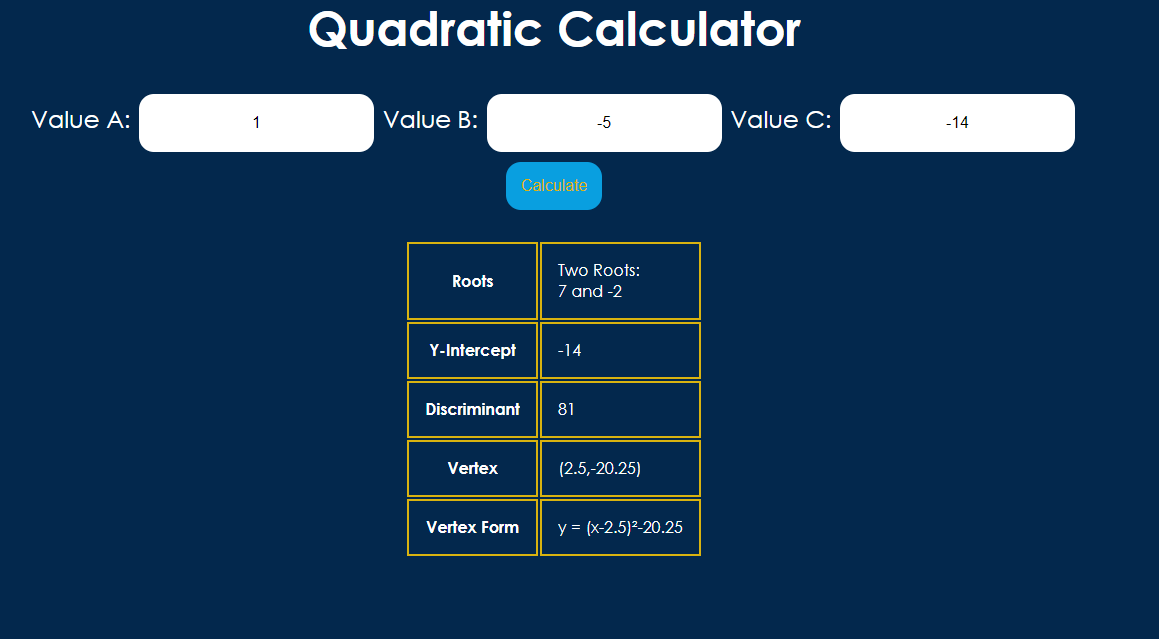 Quadratic Calculator
Value A: 1 Value B: -5 Value C: -14
Calculate
Roots
Two Roots:
7 and -2
Y-Intercept -14
Discriminant 81
Vertex (2.5,-20.25)
Vertex Form y = (x-2.5)²-20.25